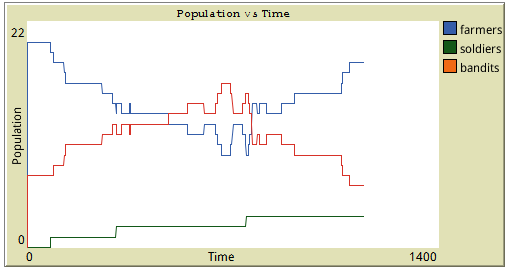 Population vs Time
22
Population
0
0
Time
1400
farmers
soldiers
bandits